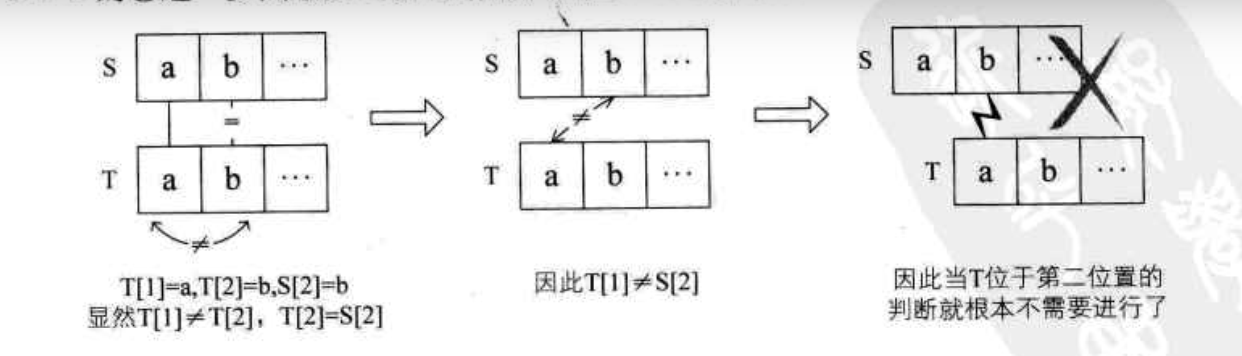 S a b ...
=
T a b ...
≠
T[1]=a,T[2]=b,S[2]=b
显然T[1]≠T[2]，T[2]=S[2]
S a b ...
≠
T a b ...
因此T[1]≠S[2]
S a b ...
T a b ...
因此当T位于第二位置的
判断就根本不需要进行了